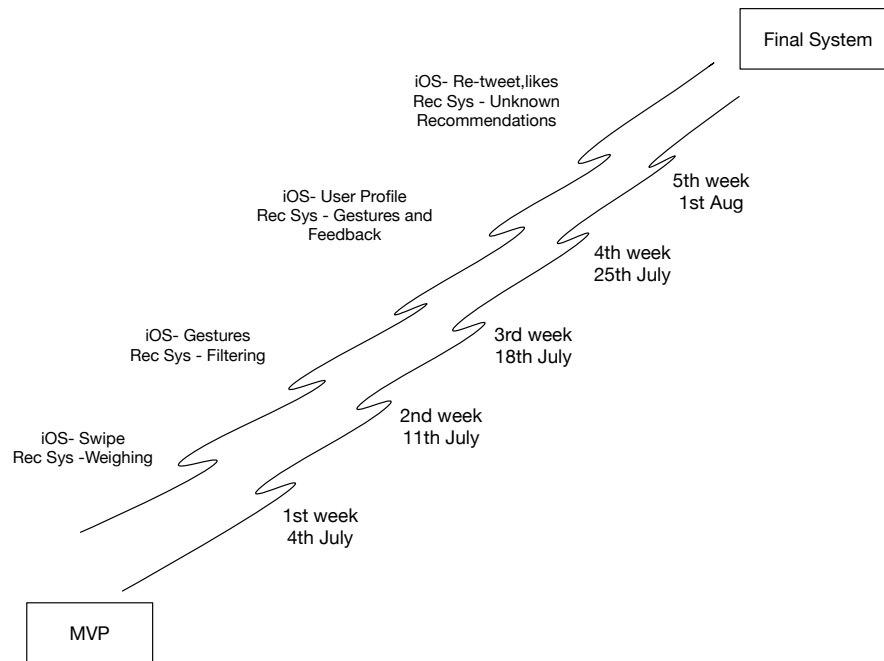 Final System
iOS- Re-tweet,likes
Rec Sys - Unknown
Recommendations
5th week
1st Aug
iOS- User Profile
Rec Sys - Gestures and
Feedback
4th week
25th July
iOS- Gestures
Rec Sys - Filtering
3rd week
18th July
2nd week
11th July
iOS- Swipe
Rec Sys -Weighing
1st week
4th July
MVP